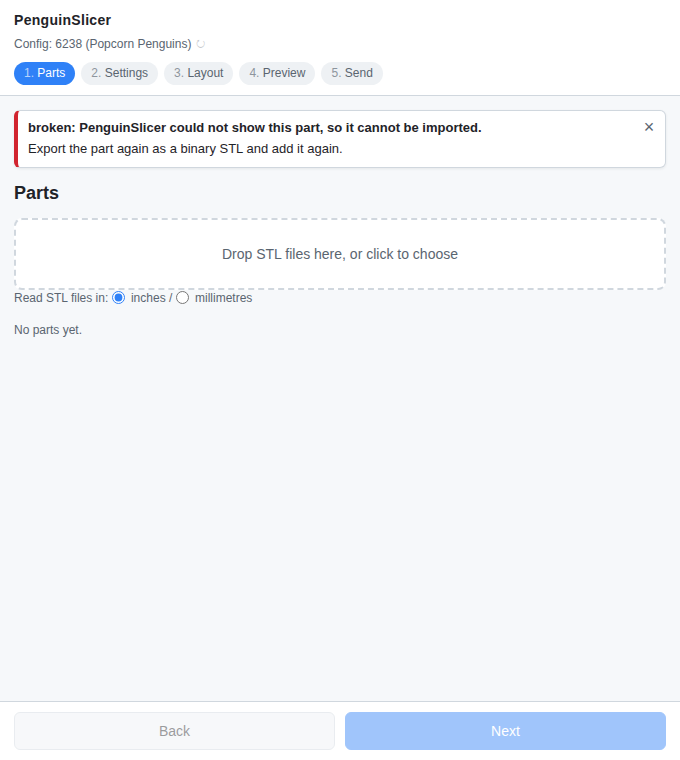 PenguinSlicer
Config: 6238 (Popcorn Penguins)
1. Parts 2. Settings 3. Layout 4. Preview 5. Send
broken: PenguinSlicer could not show this part, so it cannot be imported.
Export the part again as a binary STL and add it again.
Parts
Drop STL files here, or click to choose
Read STL files in: inches / millimetres
No parts yet.
Back Next